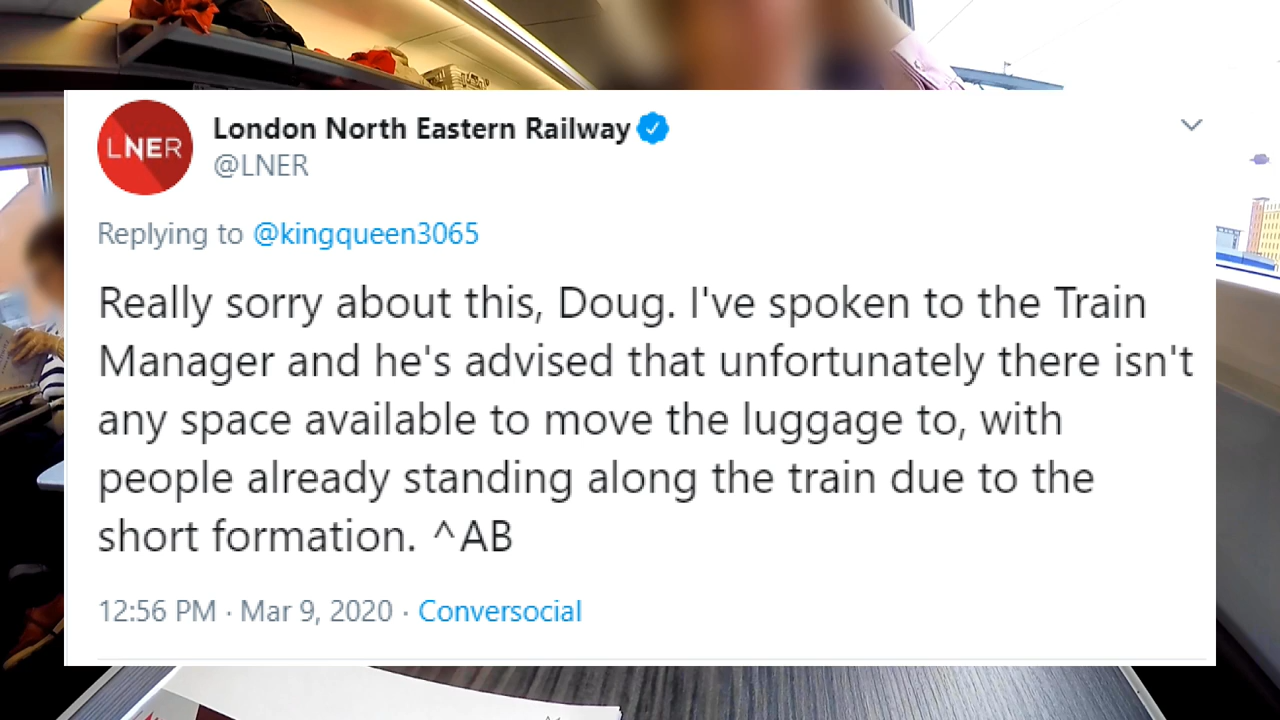 LNER
London North Eastern Railway
@LNER
Replying to @kingqueen3065
Really sorry about this, Doug. I've spoken to the Train
Manager and he's advised that unfortunately there isn't
any space available to move the luggage to, with
people already standing along the train due to the
short formation. ^AB
12:56 PM · Mar 9, 2020 · Conversocial